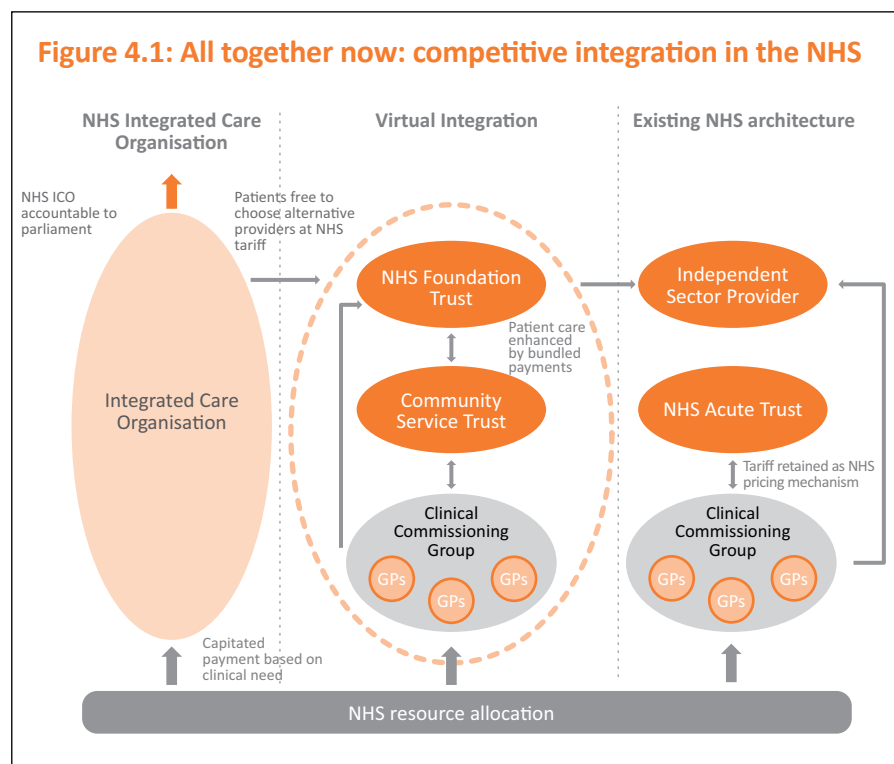 Figure 4.1: All together now: competitive integration in the NHS
NHS Integrated Care
Organisation
Virtual Integration
Existing NHS architecture
NHS ICO
accountable to
parliament
Patients free to
choose alternative
providers at NHS
tariff
Integrated Care
Organisation
Capitated
payment based on
clinical need
NHS Foundation
Trust
Patient care
enhanced
by bundled
payments
Community
Service Trust
Clinical
Commissioning
Group
GPs
GPs
GPs
Independent
Sector Provider
NHS Acute Trust
Tariff retained as NHS
pricing mechanism
Clinical
Commissioning
Group
GPs
GPs
GPs
NHS resource allocation